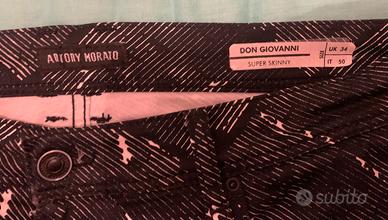 ANTONY MORATO
DON GIOVANNI
SUPER SKINNY
SIZE
UK 34
IT 50
subito